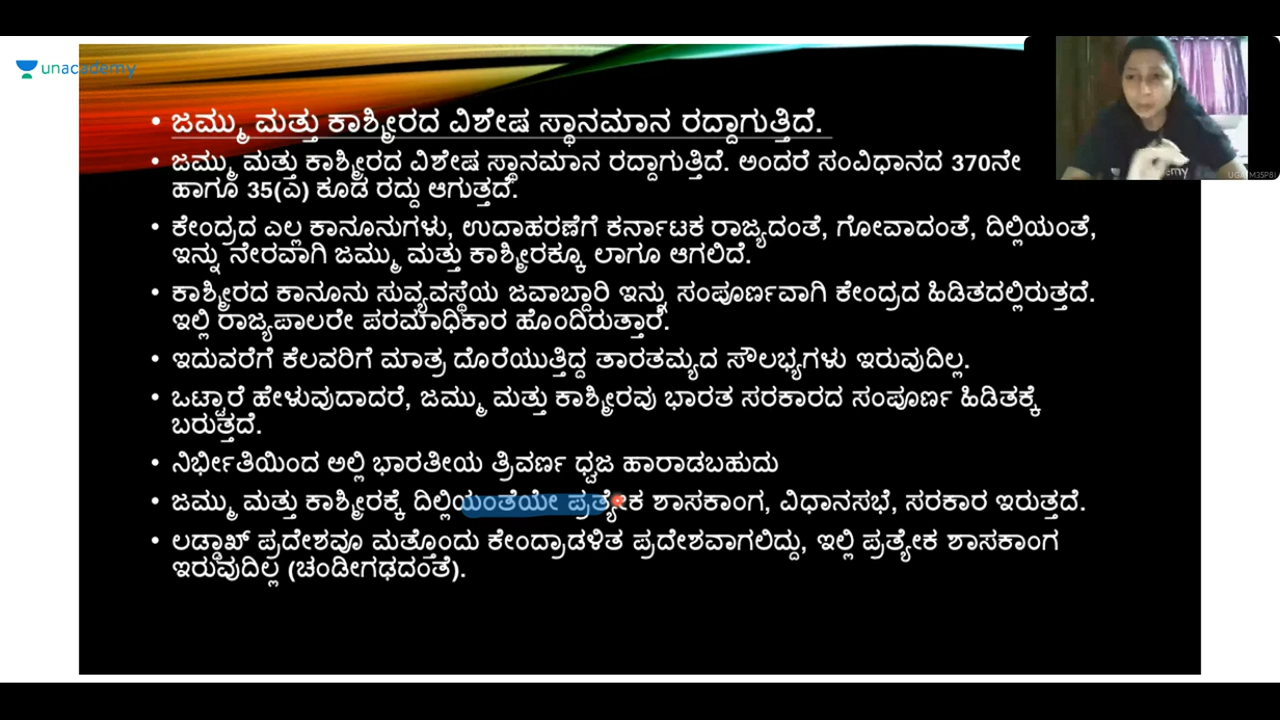 unacademy
• ಜಮ್ಮು ಮತ್ತು ಕಾಶ್ಮೀರದ ವಿಶೇಷ ಸ್ಥಾನಮಾನ ರದ್ದಾಗುತ್ತಿದೆ.
• ಜಮ್ಮು ಮತ್ತು ಕಾಶ್ಮೀರದ ವಿಶೇಷ ಸ್ಥಾನಮಾನ ರದ್ದಾಗುತ್ತಿದೆ. ಅಂದರೆ ಸಂವಿಧಾನದ 370ನೇ
ಹಾಗೂ 35(ಎ) ಕೂಡ ರದ್ದು ಆಗುತ್ತದೆ.
• ಕೇಂದ್ರದ ಎಲ್ಲ ಕಾನೂನುಗಳು, ಉದಾಹರಣೆಗೆ ಕರ್ನಾಟಕ ರಾಜ್ಯದಂತೆ, ಗೋವಾದಂತೆ, ದಿಲ್ಲಿಯಂತೆ,
ಇನ್ನು ನೇರವಾಗಿ ಜಮ್ಮು ಮತ್ತು ಕಾಶ್ಮೀರಕ್ಕೂ ಲಾಗೂ ಆಗಲಿದೆ.
• ಕಾಶ್ಮೀರದ ಕಾನೂನು ಸುವ್ಯವಸ್ಥೆಯ ಜವಾಬ್ದಾರಿ ಇನ್ನು ಸಂಪೂರ್ಣವಾಗಿ ಕೇಂದ್ರದ ಹಿಡಿತದಲ್ಲಿರುತ್ತದೆ.
ಇಲ್ಲಿ ರಾಜ್ಯಪಾಲರೇ ಪರಮಾಧಿಕಾರ ಹೊಂದಿರುತ್ತಾರೆ.
• ಇದುವರೆಗೆ ಕೆಲವರಿಗೆ ಮಾತ್ರ ದೊರೆಯುತ್ತಿದ್ದ ತಾರತಮ್ಯದ ಸೌಲಭ್ಯಗಳು ಇರುವುದಿಲ್ಲ.
• ಒಟ್ಟಾರೆ ಹೇಳುವುದಾದರೆ, ಜಮ್ಮು ಮತ್ತು ಕಾಶ್ಮೀರವು ಭಾರತ ಸರಕಾರದ ಸಂಪೂರ್ಣ ಹಿಡಿತಕ್ಕೆ
ಬರುತ್ತದೆ.
• ನಿರ್ಭೀತಿಯಿಂದ ಅಲ್ಲಿ ಭಾರತೀಯ ತ್ರಿವರ್ಣ ಧ್ವಜ ಹಾರಾಡಬಹುದು
• ಜಮ್ಮು ಮತ್ತು ಕಾಶ್ಮೀರಕ್ಕೆ ದಿಲ್ಲಿಯಂತೆಯೇ ಪ್ರತ್ಯೇಕ ಶಾಸಕಾಂಗ, ವಿಧಾನಸಭೆ, ಸರಕಾರ ಇರುತ್ತದೆ.
• ಲಡ್ಡಾಖ್ ಪ್ರದೇಶವೂ ಮತ್ತೊಂದು ಕೇಂದ್ರಾಡಳಿತ ಪ್ರದೇಶವಾಗಲಿದ್ದು, ಇಲ್ಲಿ ಪ್ರತ್ಯೇಕ ಶಾಸಕಾಂಗ
ಇರುವುದಿಲ್ಲ (ಚಂಡೀಗಢದಂತೆ).